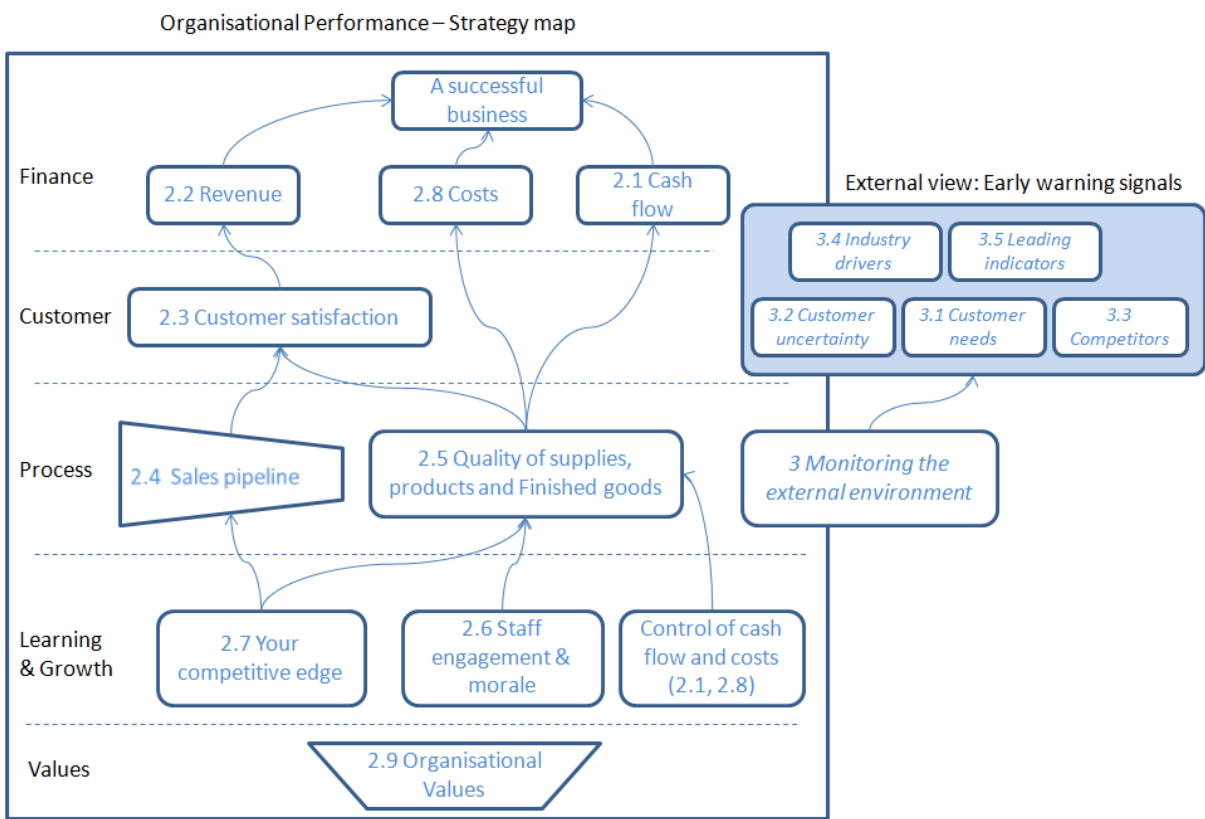 Organisational Performance – Strategy map
A successful
business
Finance
2.2 Revenue
2.8 Costs
2.1 Cash
flow
External view: Early warning signals
3.4 Industry
drivers
3.5 Leading
indicators
3.2 Customer
uncertainty
3.1 Customer
needs
3.3
Competitors
Customer
2.3 Customer satisfaction
Process
2.4 Sales pipeline
2.5 Quality of supplies,
products and Finished goods
3 Monitoring the
external environment
Learning
& Growth
2.7 Your
competitive edge
2.6 Staff
engagement &
morale
Control of cash
flow and costs
(2.1, 2.8)
Values
2.9 Organisational
Values